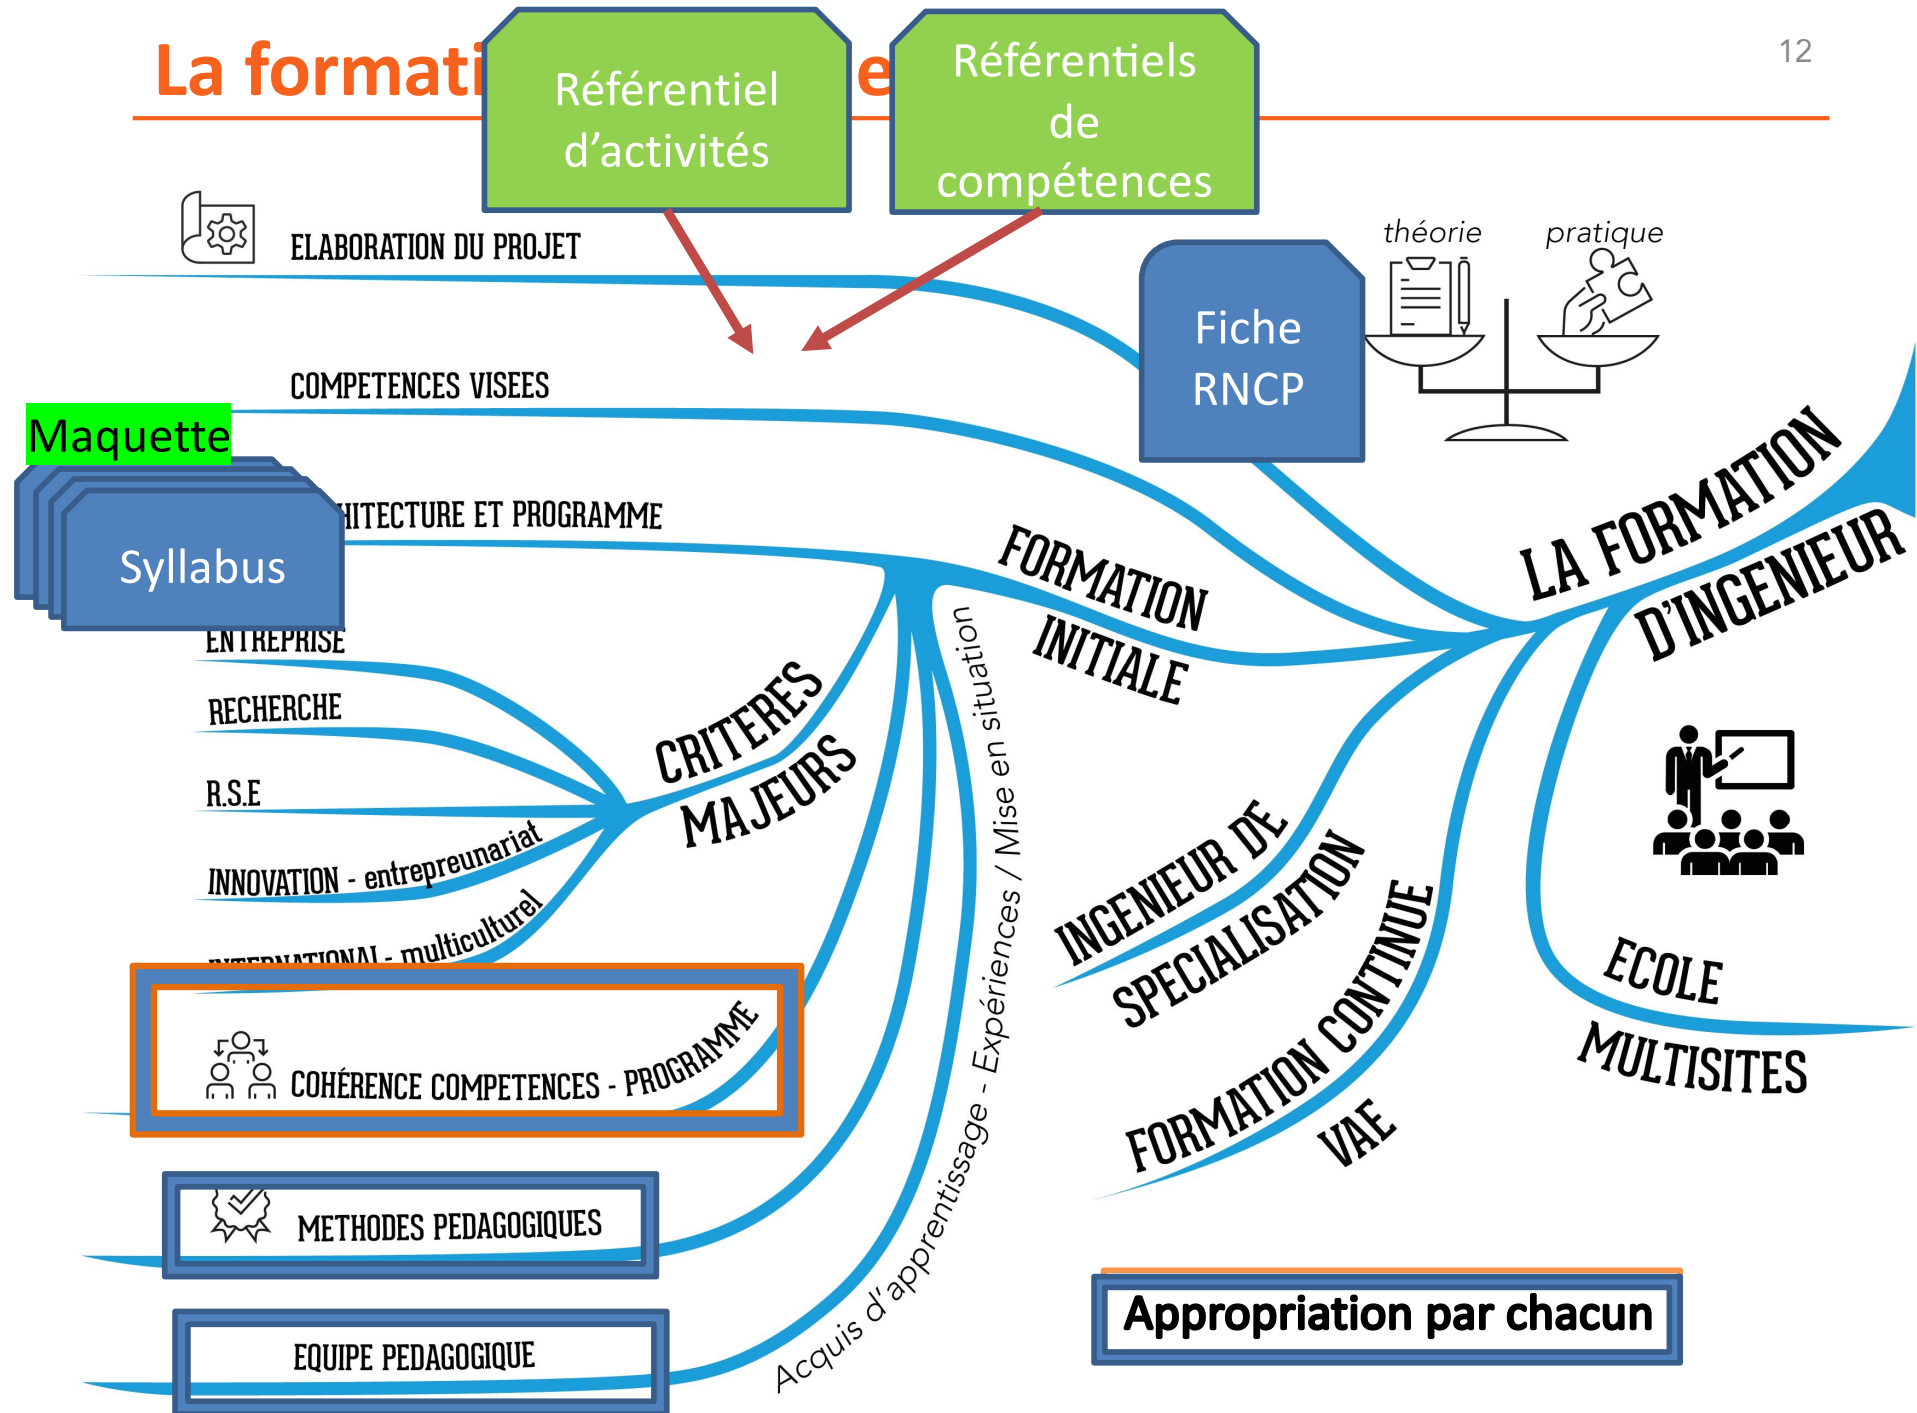 La formati
e
12
Référentiel
d'activités
Référentiels
de
compétences
ELABORATION DU PROJET
théorie
pratique
Fiche
RNCP
COMPETENCES VISEES
Maquette
HITECTURE ET PROGRAMME
Syllabus
FORMATION
INITIALE
LA FORMATION
D'INGENIEUR
ENTREPRISE
RECHERCHE
R.S.E
INNOVATION - entrepreunariat
INTERNATIONAL - multiculturel
CRITERES
MAJEURS
COHÉRENCE COMPETENCES - PROGRAMME
METHODES PEDAGOGIQUES
EQUIPE PEDAGOGIQUE
Acquis d'apprentissage - Expériences / Mise en situation
INGENIEUR DE
SPECIALISATION
FORMATION CONTINUE
VAE
ECOLE
MULTISITES
Appropriation par chacun